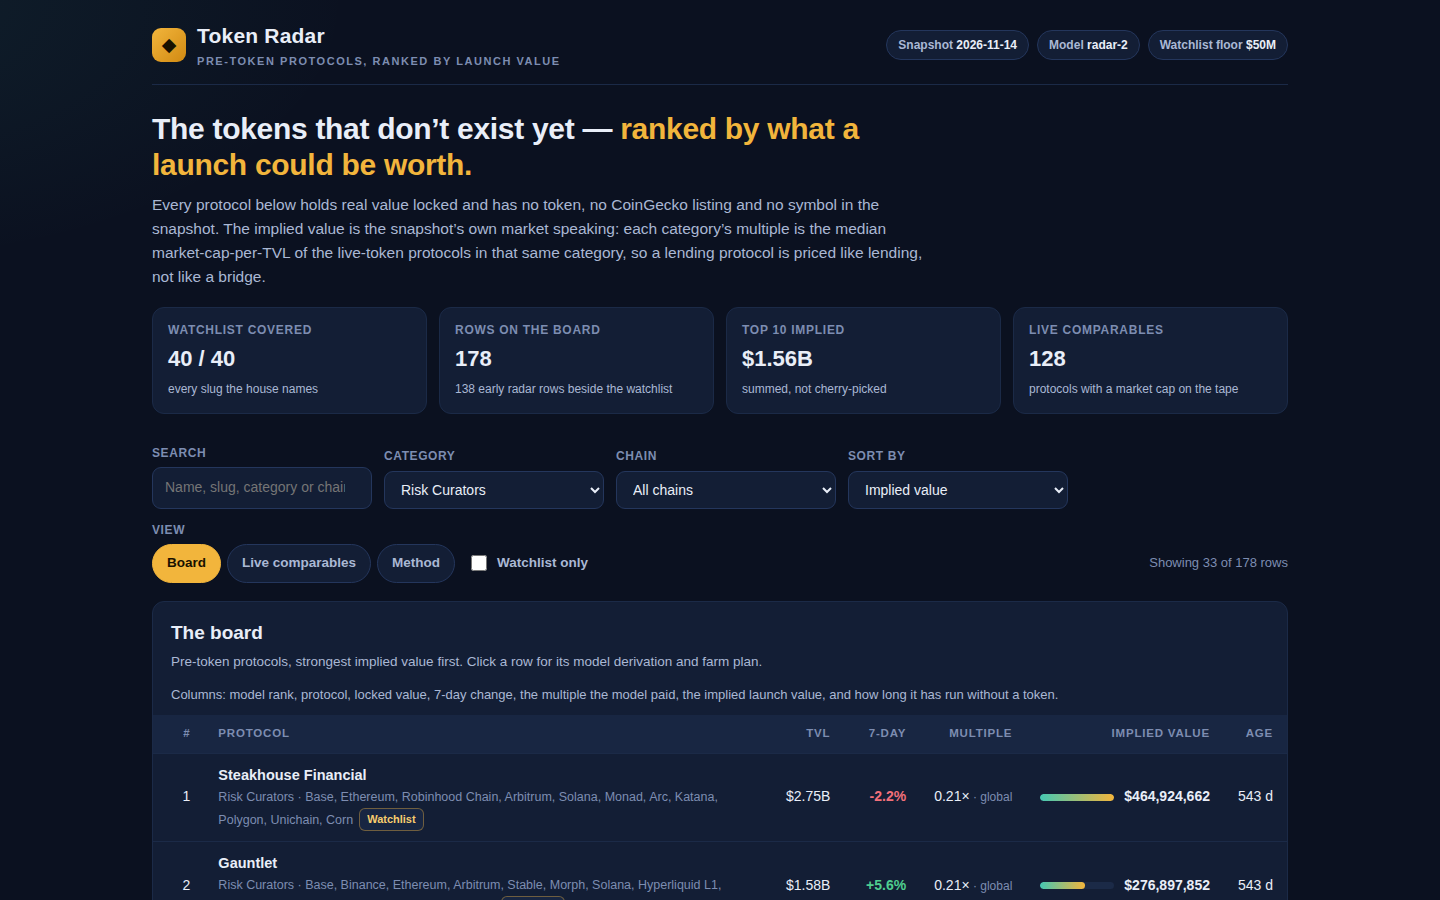 Token Radar
PRE-TOKEN PROTOCOLS, RANKED BY LAUNCH VALUE
Snapshot 2026-11-14
Model radar-2
Watchlist floor $50M
The tokens that don’t exist yet — ranked by what a
launch could be worth.
Every protocol below holds real value locked and has no token, no CoinGecko listing and no symbol in the
snapshot. The implied value is the snapshot’s own market speaking: each category’s multiple is the median
market-cap-per-TVL of the live-token protocols in that same category, so a lending protocol is priced like lending,
not like a bridge.
WATCHLIST COVERED
40 / 40
every slug the house names
ROWS ON THE BOARD
178
138 early radar rows beside the watchlist
TOP 10 IMPLIED
$1.56B
summed, not cherry-picked
LIVE COMPARABLES
128
protocols with a market cap on the tape
SEARCH
Name, slug, category or chain
CATEGORY
Risk Curators
CHAIN
All chains
SORT BY
Implied value
VIEW
Board
Live comparables
Method
Watchlist only
Showing 33 of 178 rows
The board
Pre-token protocols, strongest implied value first. Click a row for its model derivation and farm plan.
Columns: model rank, protocol, locked value, 7-day change, the multiple the model paid, the implied launch value, and how long it has run without a token.
# PROTOCOL TVL 7-DAY MULTIPLE IMPLIED VALUE AGE
Steakhouse Financial
1 Risk Curators · Base, Ethereum, Robinhood Chain, Arbitrum, Solana, Monad, Arc, Katana, $2.75B -2.2% 0.21× · global $464,924,662 543 d
Polygon, Unichain, Corn Watchlist
Gauntlet
2 Risk Curators · Base, Binance, Ethereum, Arbitrum, Stable, Morph, Solana, Hyperliquid L1, $1.58B +5.6% 0.21× · global $276,897,852 543 d